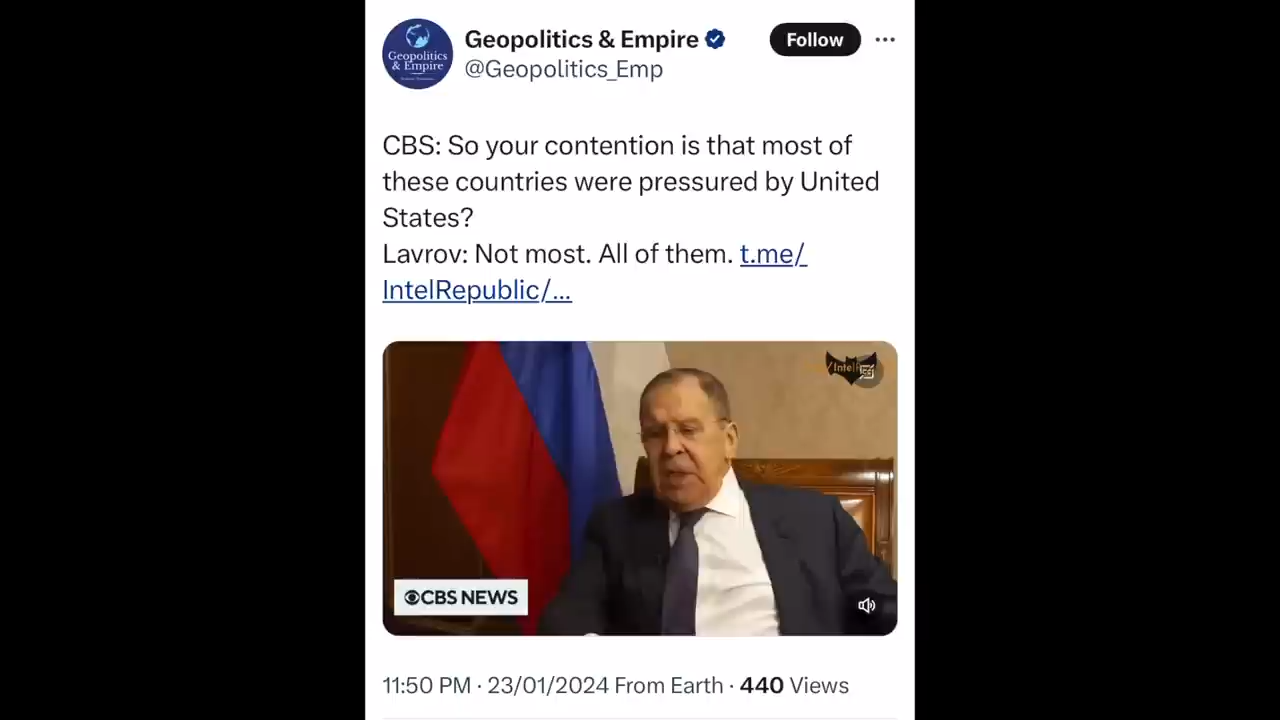 Geopolitics & Empire
Follow
Geopolitics
& Empire
@Geopolitics_Emp
CBS: So your contention is that most of
these countries were pressured by United
States?
Lavrov: Not most. All of them. t.me/
IntelRepublic/...
CBS NEWS
11:50 PM · 23/01/2024 From Earth · 440 Views